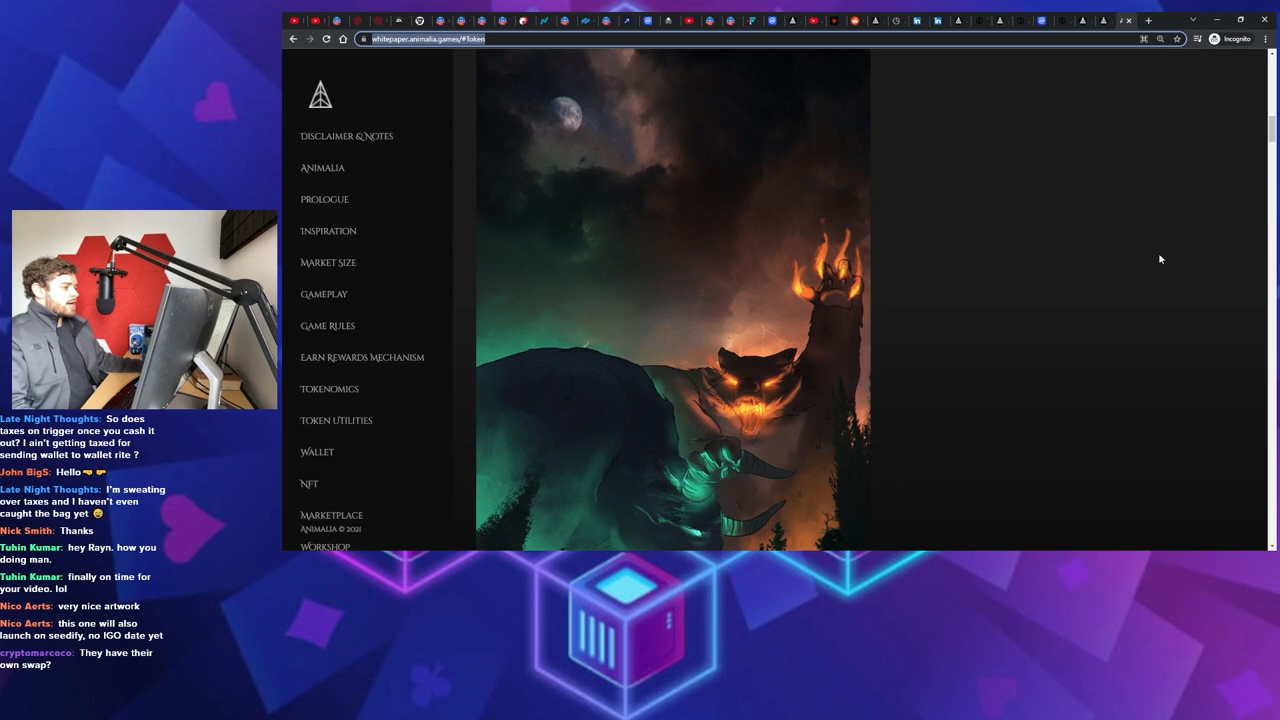 whitepaper.animalia.games/#Token
Incognito
Disclaimer & Notes
Animalia
Prologue
Inspiration
Market Size
Gameplay
Game Rules
Earn Rewards Mechanism
Tokenomics
Token Utilities
Wallet
NFT
Marketplace
Animalia © 2021
Workshop
Late Night Thoughts: So does
taxes on trigger once you cash it
out? I ain't getting taxed for
sending wallet to wallet rite ?
John BigS: Hello🤜 🤛
Late Night Thoughts: I'm sweating
over taxes and I haven't even
caught the bag yet 😅
Nick Smith: Thanks
Tuhin Kumar: hey Rayn. how you
doing man.
Tuhin Kumar: finally on time for
your video. lol
Nico Aerts: very nice artwork
Nico Aerts: this one will also
launch on seedify, no IGO date yet
cryptomarcoco: They have their
own swap?